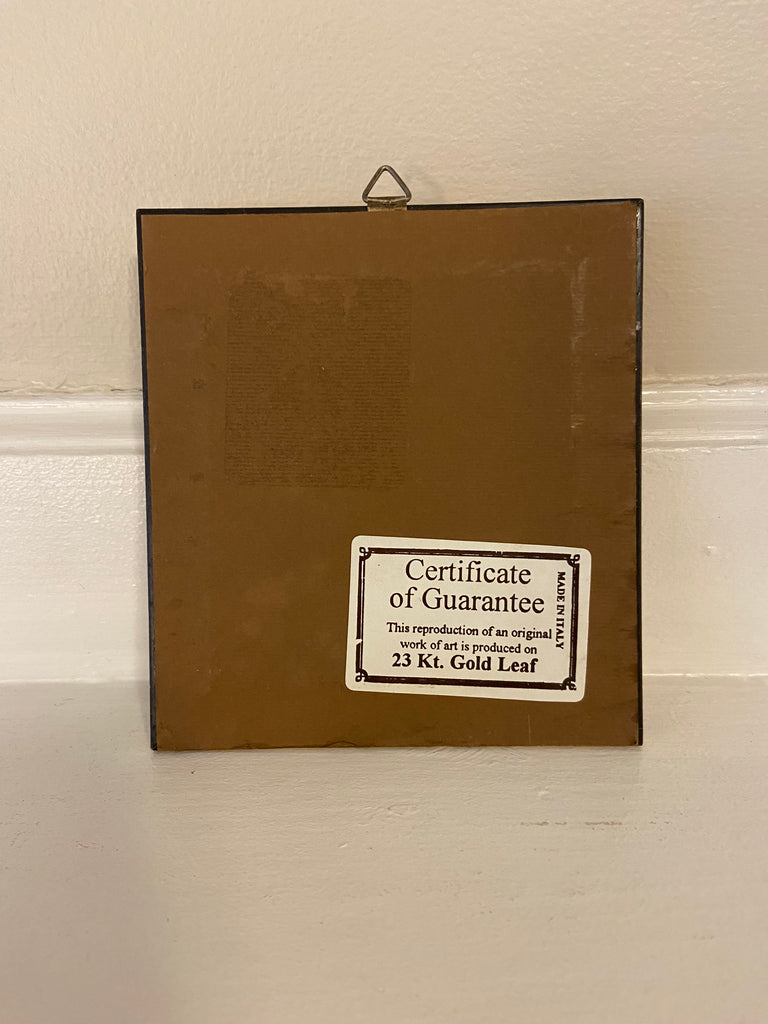 Certificate
of Guarantee
This reproduction of an original
work of art is produced on
23 Kt. Gold Leaf
MADE IN ITALY